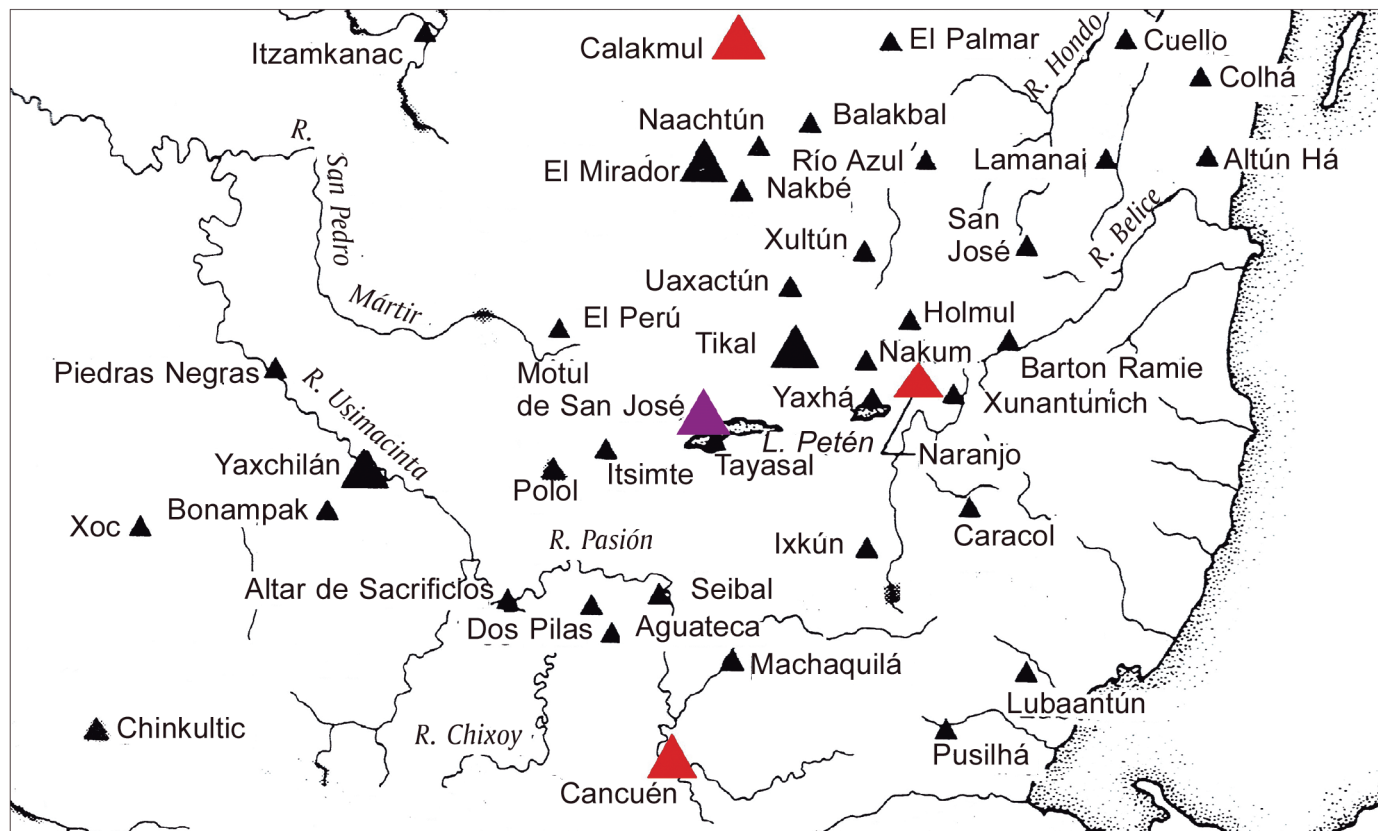 Itzamkanac
Calakmul
El Palmar
R. Hondo
Cuello
Colhá
Naachtún
Balakbal
R.
San Pedro
Mártir
El Mirador
Río Azul
Lamanai
Altún Há
Nakbé
Xultún
San
José
R. Belice
Uaxactún
El Perú
Holmul
Tikal
Nakum
Barton Ramie
Piedras Negras
Motul
de San José
Yaxhá
Xunantunich
R. Usimacinta
L. Petén
Naranjo
Yaxchilán
Itsimte
Tayasal
Polol
Bonampak
Xoc
Caracol
R. Pasión
Ixkún
Altar de Sacrificios
Seibal
Dos Pilas
Aguateca
Machaquilá
Lubaantún
Chinkultic
R. Chixoy
Pusilhá
Cancuén